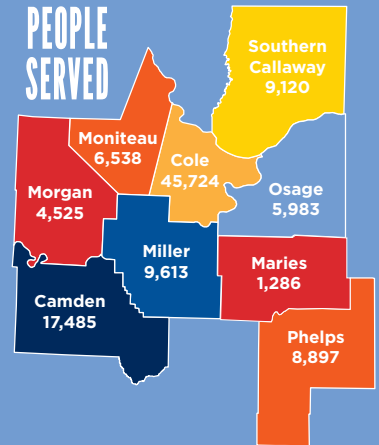 PEOPLE
SERVED
Southern
Callaway
9,120
Moniteau
6,538
Cole
45,724
Morgan
4,525
Osage
5,983
Miller
9,613
Maries
1,286
Camden
17,485
Phelps
8,897